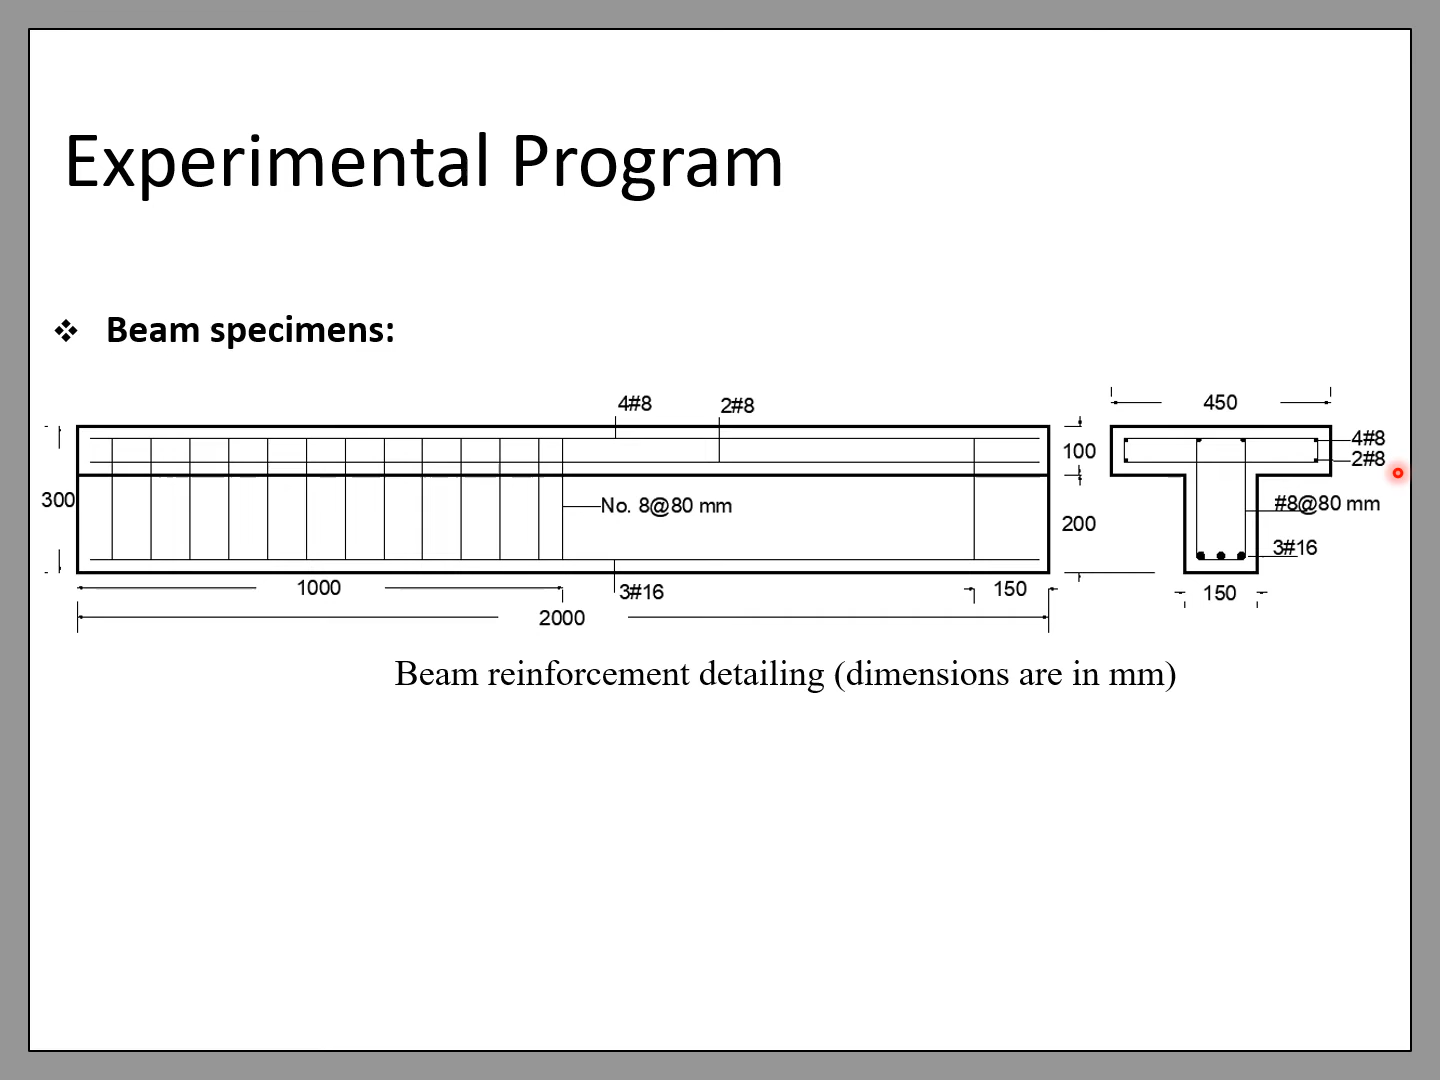 Experimental Program
❖ Beam specimens:
4#8 2#8
450
300
100
4#8
2#8
No. 8@80 mm
#8@80 mm
200
3#16
1000
3#16
150
150
2000
Beam reinforcement detailing (dimensions are in mm)